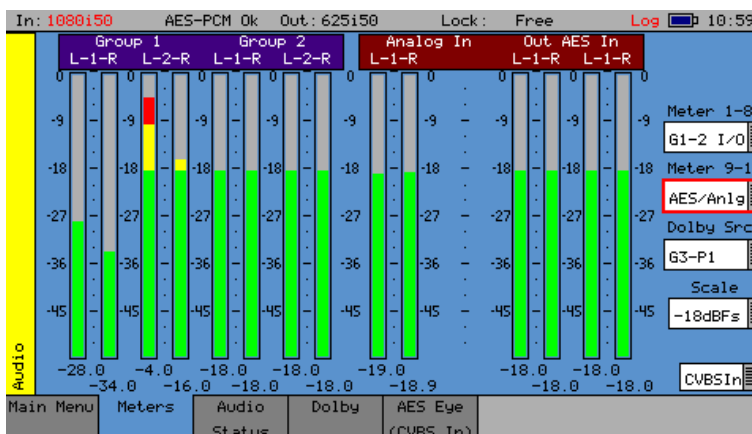 In: 1080i50 AES-PCM Ok Out:625i50 Lock: Free Log 10:59
Group 1 Group 2 Analog In Out AES In
L-1-R L-2-R L-1-R L-2-R L-1-R L-1-R L-1-R
0 0 0 0 0 0 0
-9 -9 -9 -9 -9 -9 -9 -9
-18 -18 -18 -18 -18 -18 -18 -18
-27 -27 -27 -27 -27 -27 -27 -27
-36 -36 -36 -36 -36 -36 -36 -36
-45 -45 -45 -45 -45 -45 -45 -45
Meter 1-8
G1-2 I/O
Meter 9-1
AES/Anlg
Dolby Src
G3-P1
Scale
-18dBFs
CVBSIn
Audio
-28.0 -4.0 -18.0 -18.0 -19.0 -18.0 -18.0
-34.0 -16.0 -18.0 -18.0 -18.9 -18.0 -18.0
Main Menu Meters Audio Status Dolby AES Eye (CVBS In)